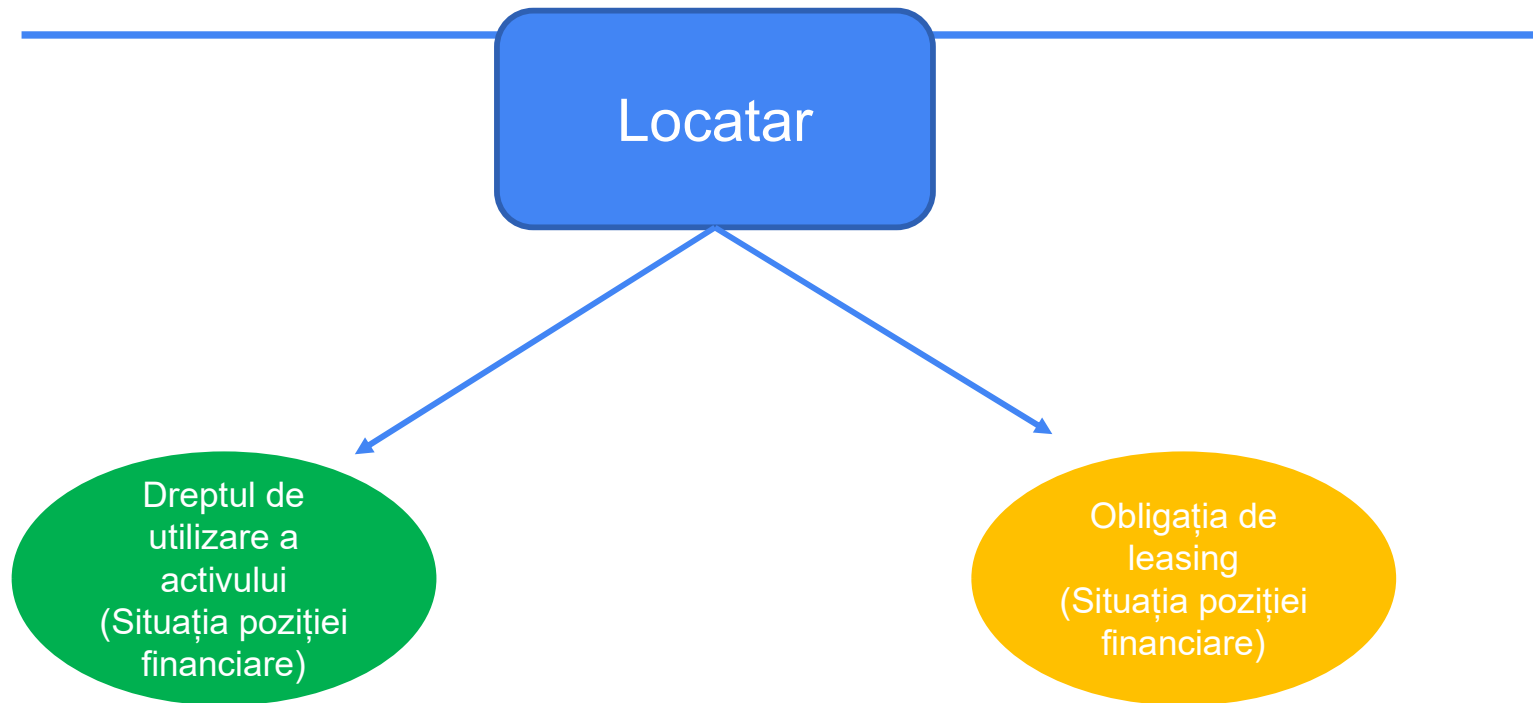 Locatar
Dreptul de
utilizare a
activului
(Situația poziției
financiare)
Obligația de
leasing
(Situația poziției
financiare)